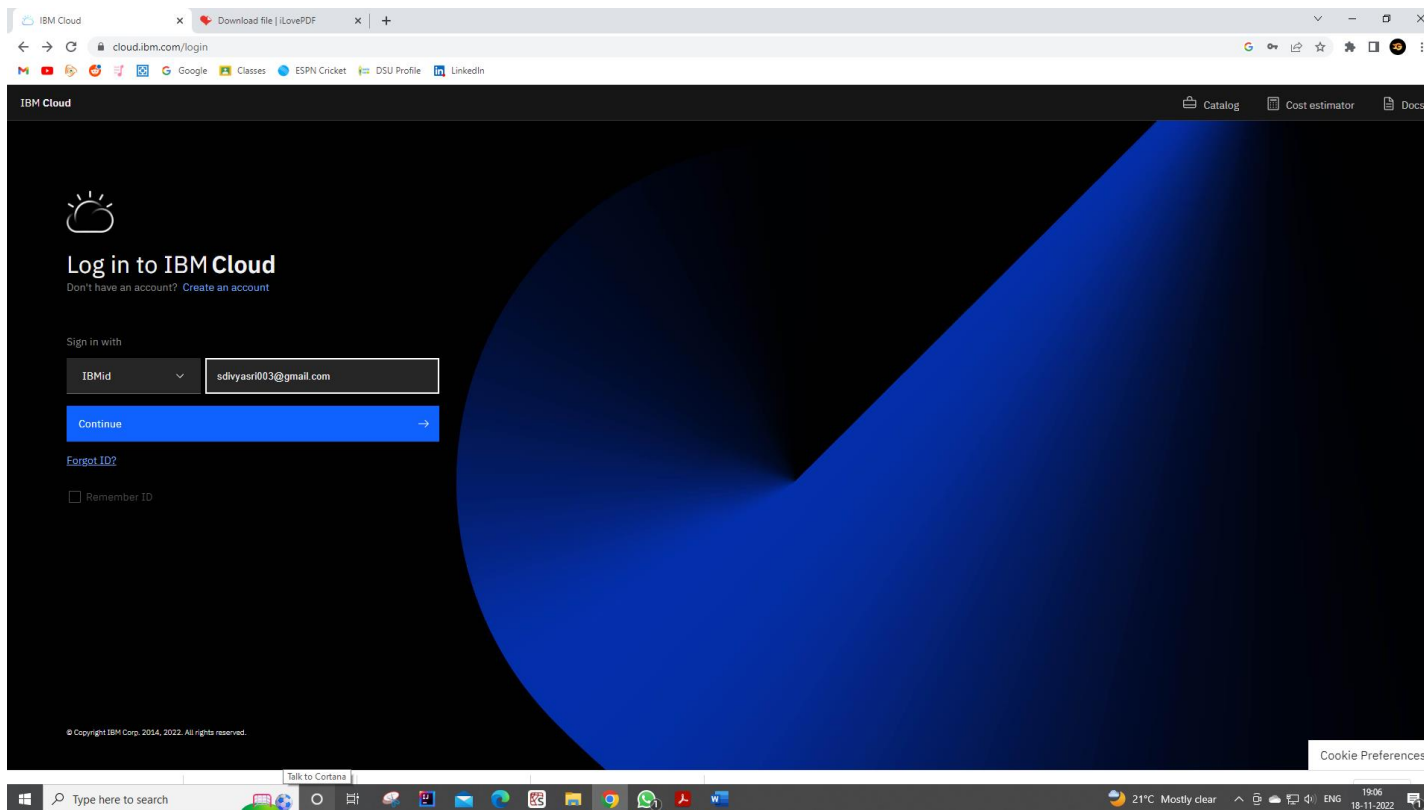 IBM Cloud
Download file | iLovePDF
cloud.ibm.com/login
Google
Classes
ESPN Cricket
DSU Profile
LinkedIn
IBM Cloud
Catalog
Cost estimator
Docs
Log in to IBM Cloud
Don't have an account? Create an account
Sign in with
IBMid
sdivyasri003@gmail.com
Continue
Forgot ID?
Remember ID
© Copyright IBM Corp. 2014, 2022. All rights reserved.
Cookie Preferences
Talk to Cortana
Type here to search
21°C Mostly clear
ENG
19:06
18-11-2022